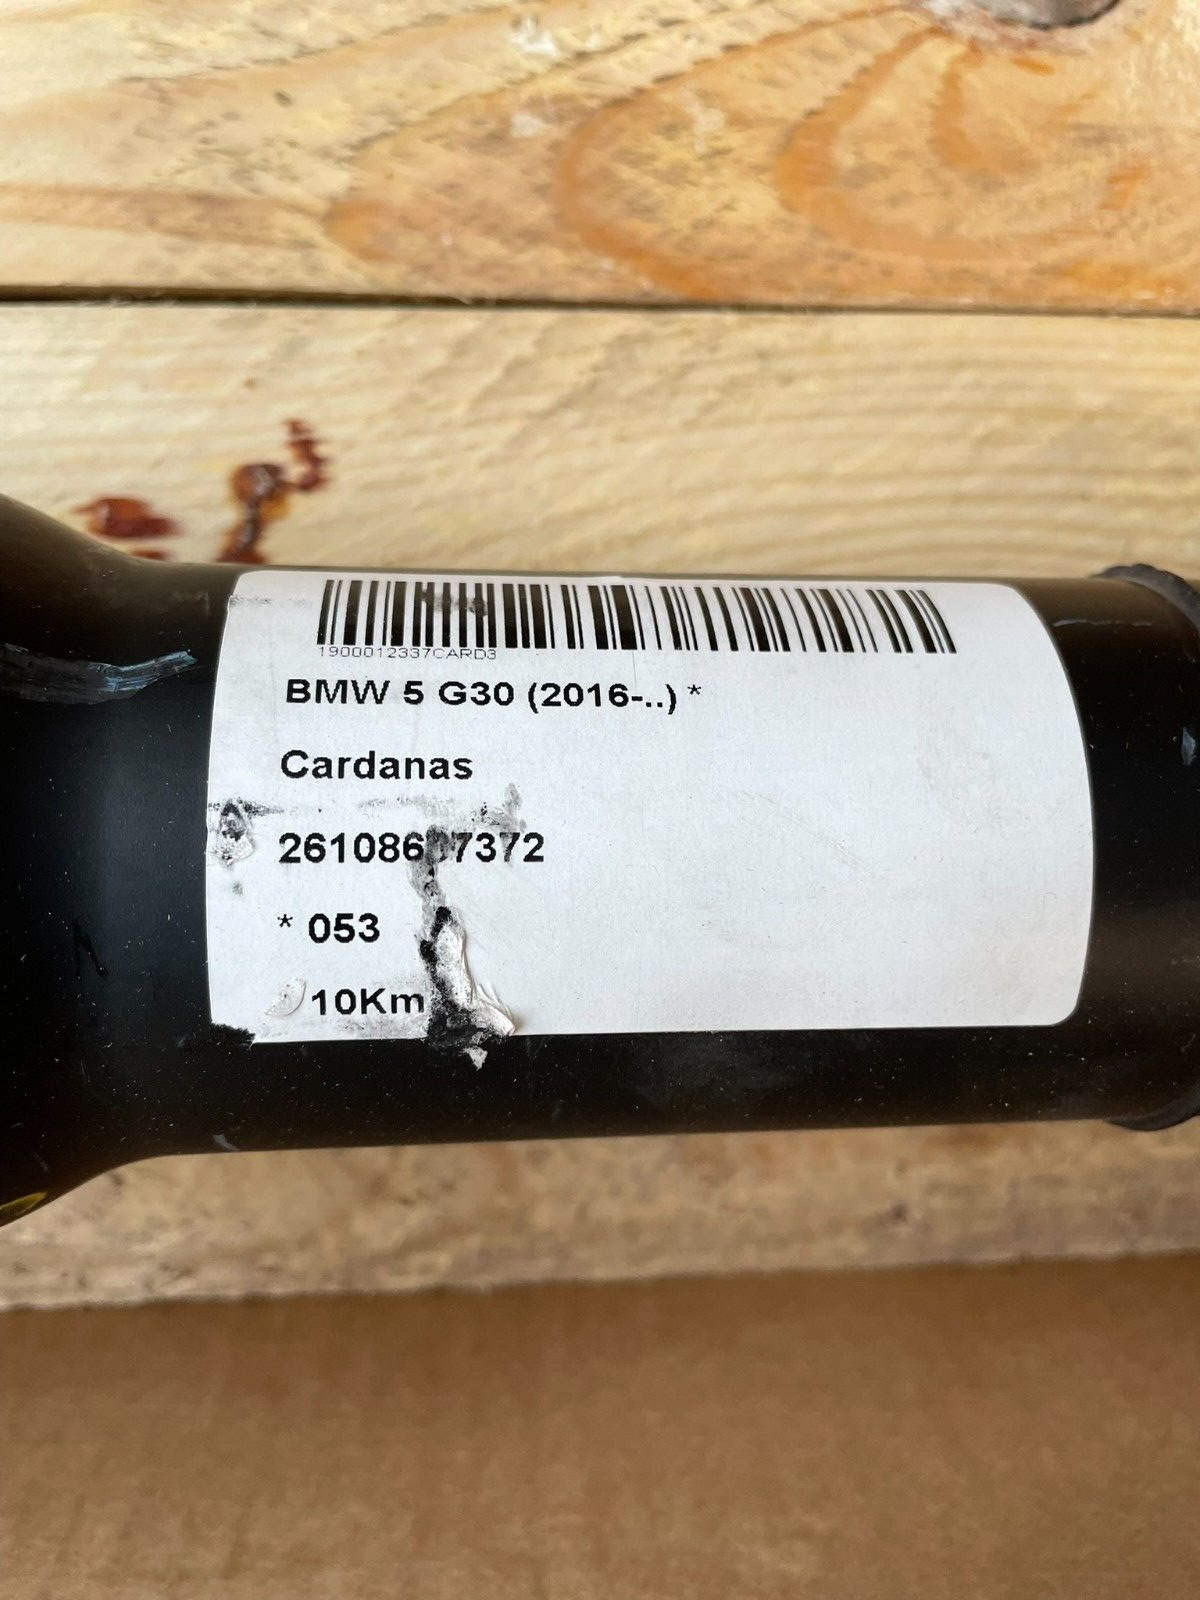 1900012337CARD3
BMW 5 G30 (2016-..) *
Cardanas
* 053
10Km